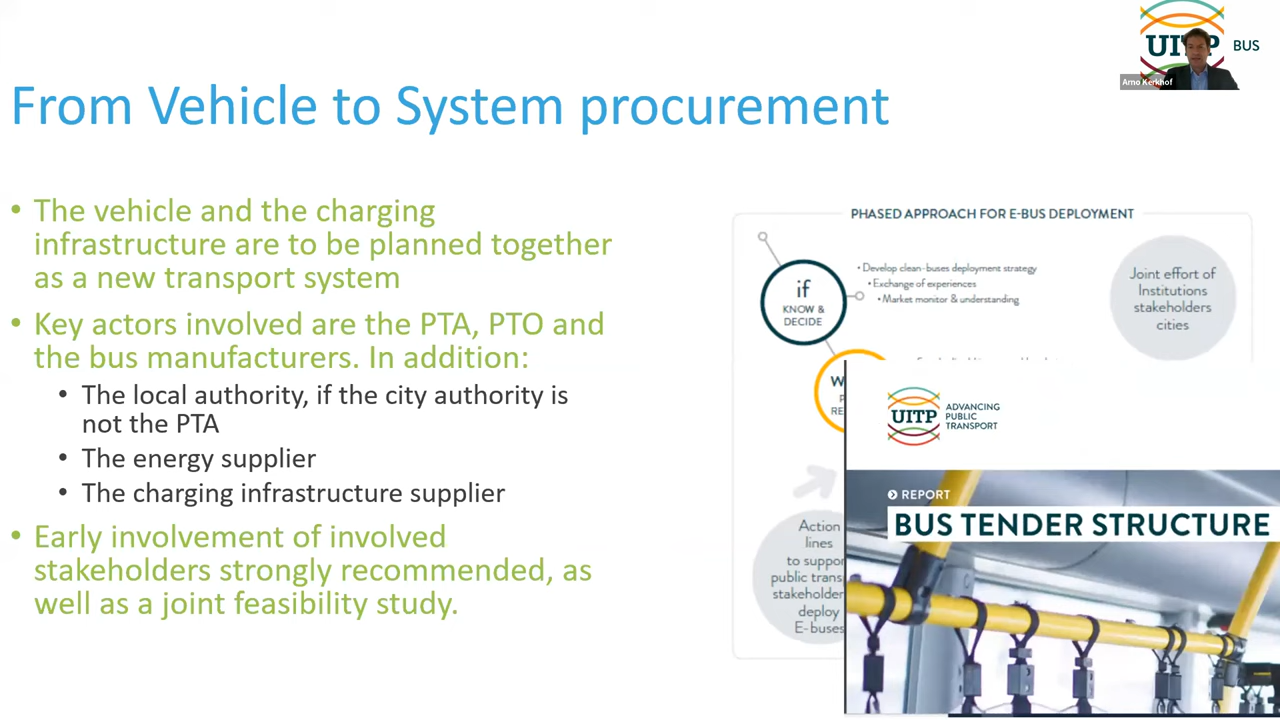 UITP
BUS
Arno Kerkhof
From Vehicle to System procurement
• The vehicle and the charging
infrastructure are to be planned together
as a new transport system
• Key actors involved are the PTA, PTO and
the bus manufacturers. In addition:
• The local authority, if the city authority is
not the PTA
• The energy supplier
• The charging infrastructure supplier
• Early involvement of involved
stakeholders strongly recommended, as
well as a joint feasibility study.
PHASED APPROACH FOR E-BUS DEPLOYMENT
if
KNOW &
DECIDE
• Develop clean-buses deployment strategy
• Exchange of experiences
• Market monitor & understanding
Joint effort of
Institutions
stakeholders
cities
W
P
RE
Action
lines
to suppor
public trans
stakeholder
deploy
E-buses
UITP
ADVANCING
PUBLIC
TRANSPORT
REPORT
BUS TENDER STRUCTURE